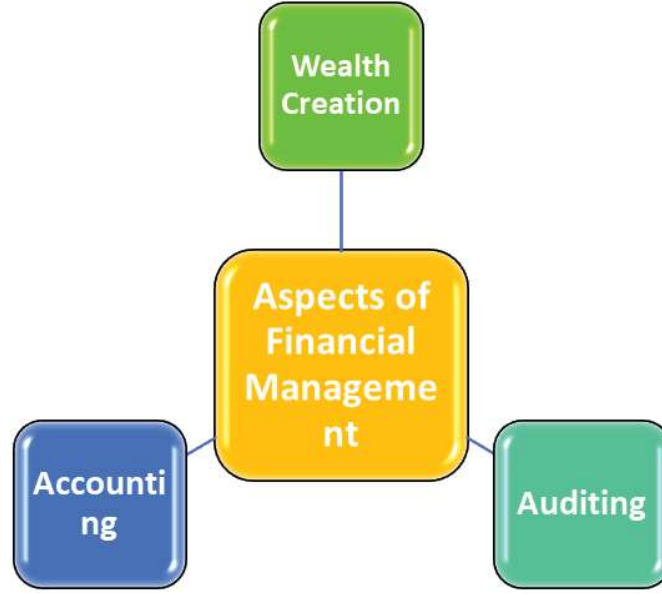 Wealth
Creation
Aspects of
Financial
Manageme
nt
Accounti
ng
Auditing